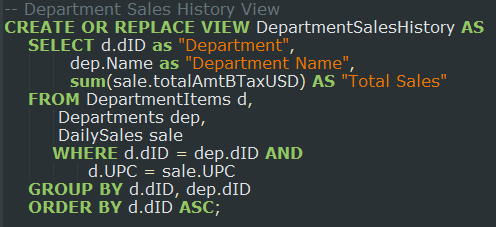 -- Department Sales History View
CREATE OR REPLACE VIEW DepartmentSalesHistory AS
SELECT d.dID as "Department",
dep.Name as "Department Name",
sum(sale.totalAmtBTaxUSD) AS "Total Sales"
FROM DepartmentItems d,
Departments dep,
DailySales sale
WHERE d.dID = dep.dID AND
d.UPC = sale.UPC
GROUP BY d.dID, dep.dID
ORDER BY d.dID ASC;